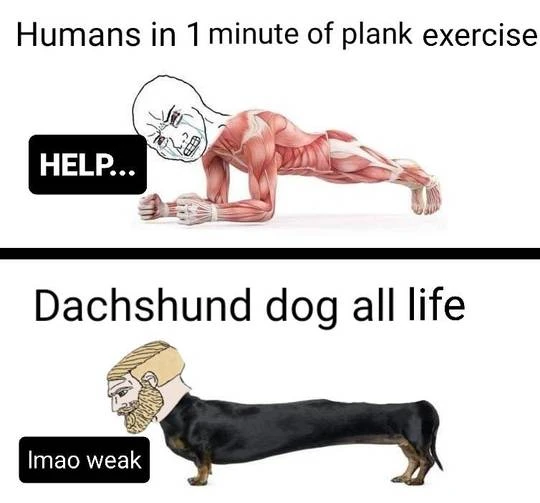 Humans in 1 minute of plank exercise
HELP...
Dachshund dog all life
lmao weak